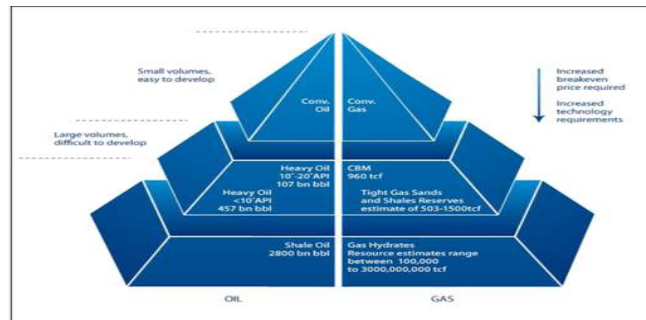 Small volumes,
easy to develop
Conv.
Oil
Conv.
Gas
Increased
breakeven
price required
Increased
technology
requirements
Large volumes,
difficult to develop
Heavy Oil
10°-20°API
107 bn bbl
Heavy Oil
<10°API
457 bn bbl
CBM
960 tcf
Tight Gas Sands
and Shales Reserves
estimate of 503-1500tcf
Shale Oil
2800 bn bbl
Gas Hydrates
Resource estimates range
between 100,000
to 3000,000,000 tcf
OIL
GAS